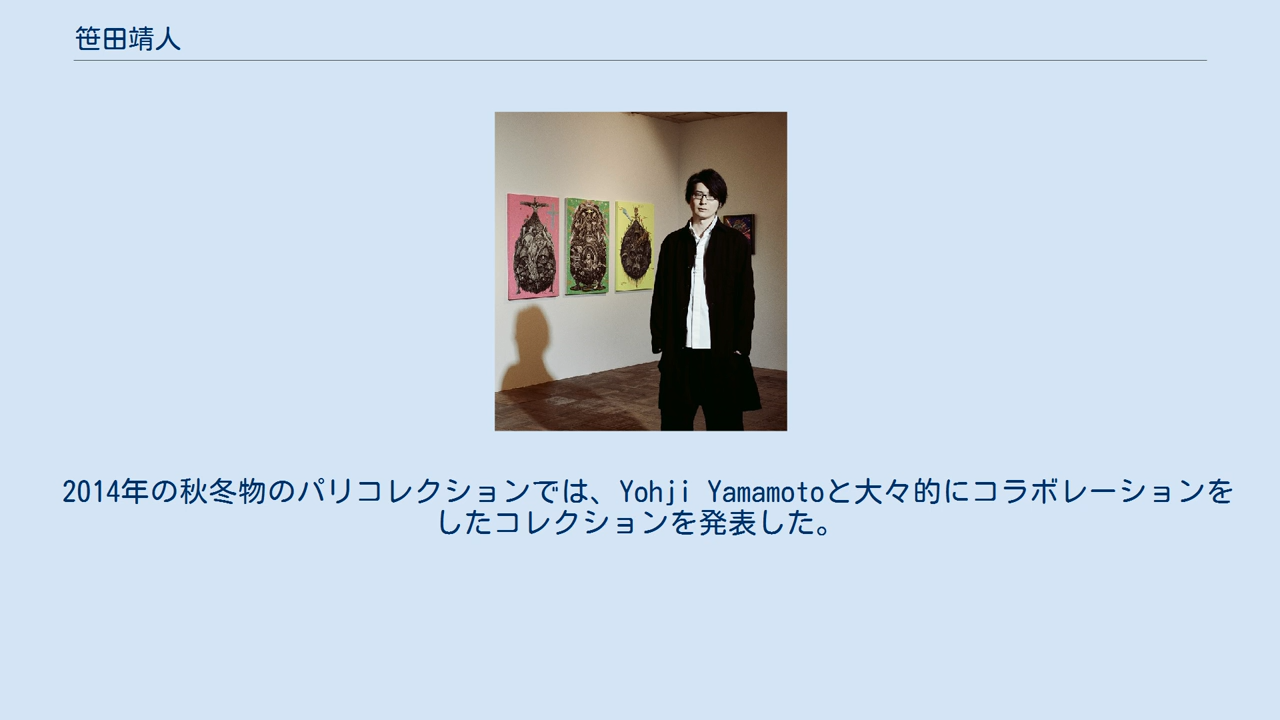 笹田靖人
2014年の秋冬物のパリコレクションでは、Yohji Yamamotoと大々的にコラボレーションを
したコレクションを発表した。